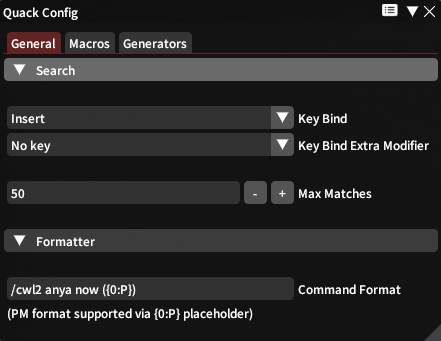 Quack Config
General Macros Generators
Search
Insert Key Bind
No key Key Bind Extra Modifier
50 - + Max Matches
Formatter
/cwl2 anya now ({0:P}) Command Format
(PM format supported via {0:P} placeholder)